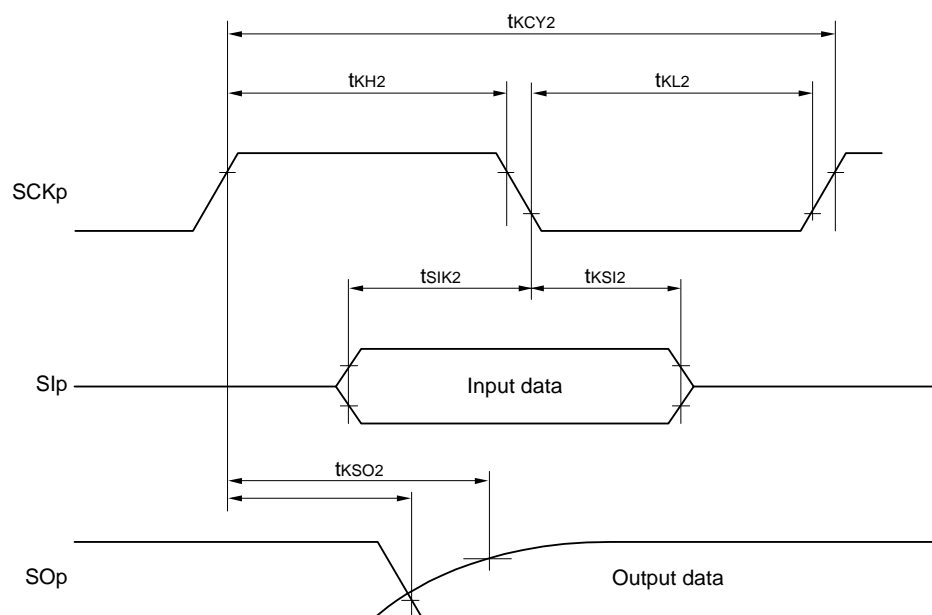 tKCY2
tKH2
tKL2
SCKp
tSIK2
tKSI2
SIp
Input data
tKSO2
SOp
Output data